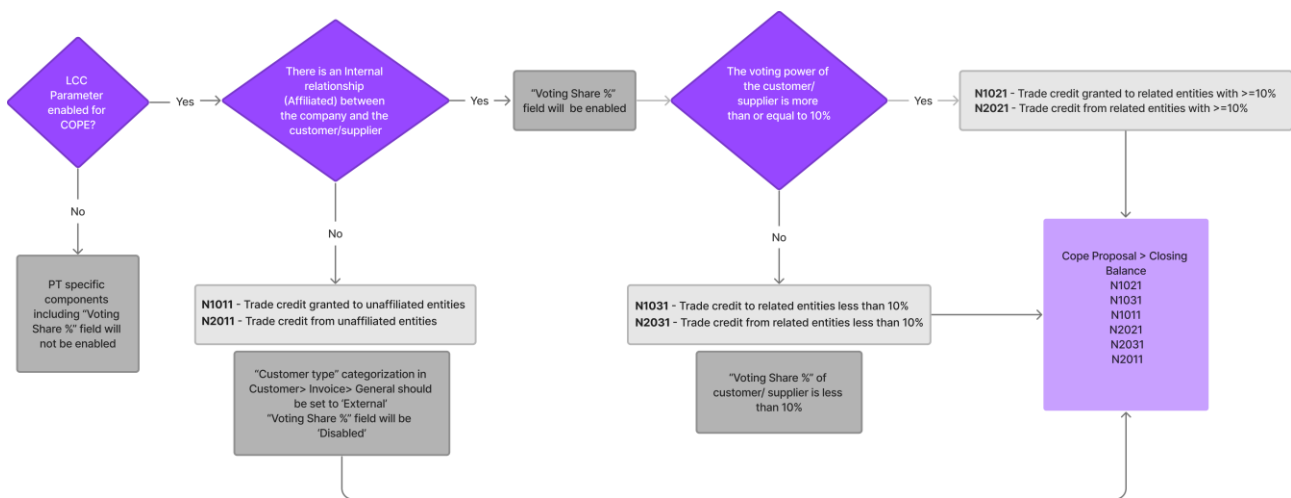 LCC
Parameter
enabled for
COPE?
Yes
There is an Internal
relationship
(Affiliated) between
the company and the
customer/supplier
Yes
“Voting Share %”
field will be enabled
The voting power of
the customer/
supplier is more
than or equal to 10%
Yes
N1021 - Trade credit granted to related entities with >=10%
N2021 - Trade credit from related entities with >=10%
No
PT specific
components
including “Voting
Share %” field will
not be enabled
No
N1011 - Trade credit granted to unaffiliated entities
N2011 - Trade credit from unaffiliated entities
“Customer type” categorization in
Customer> Invoice> General should
be set to ‘External’
“Voting Share %” field will be
‘Disabled’
No
N1031 - Trade credit to related entities less than 10%
N2031 - Trade credit from related entities less than 10%
“Voting Share %” of
customer/ supplier is less
than 10%
Cope Proposal > Closing
Balance
N1021
N1031
N1011
N2021
N2031
N2011